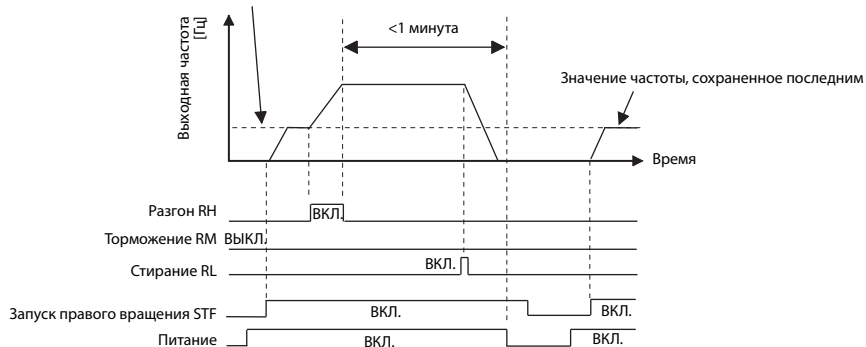 Выходная частота
[Гц]
<1 минута
Значение частоты, сохраненное последним
Время
Разгон RH
ВКЛ.
Торможение RM
ВЫКЛ.
Стирание RL
ВКЛ.
Запуск правого вращения STF
ВКЛ.
ВКЛ.
Питание
ВКЛ.
ВКЛ.